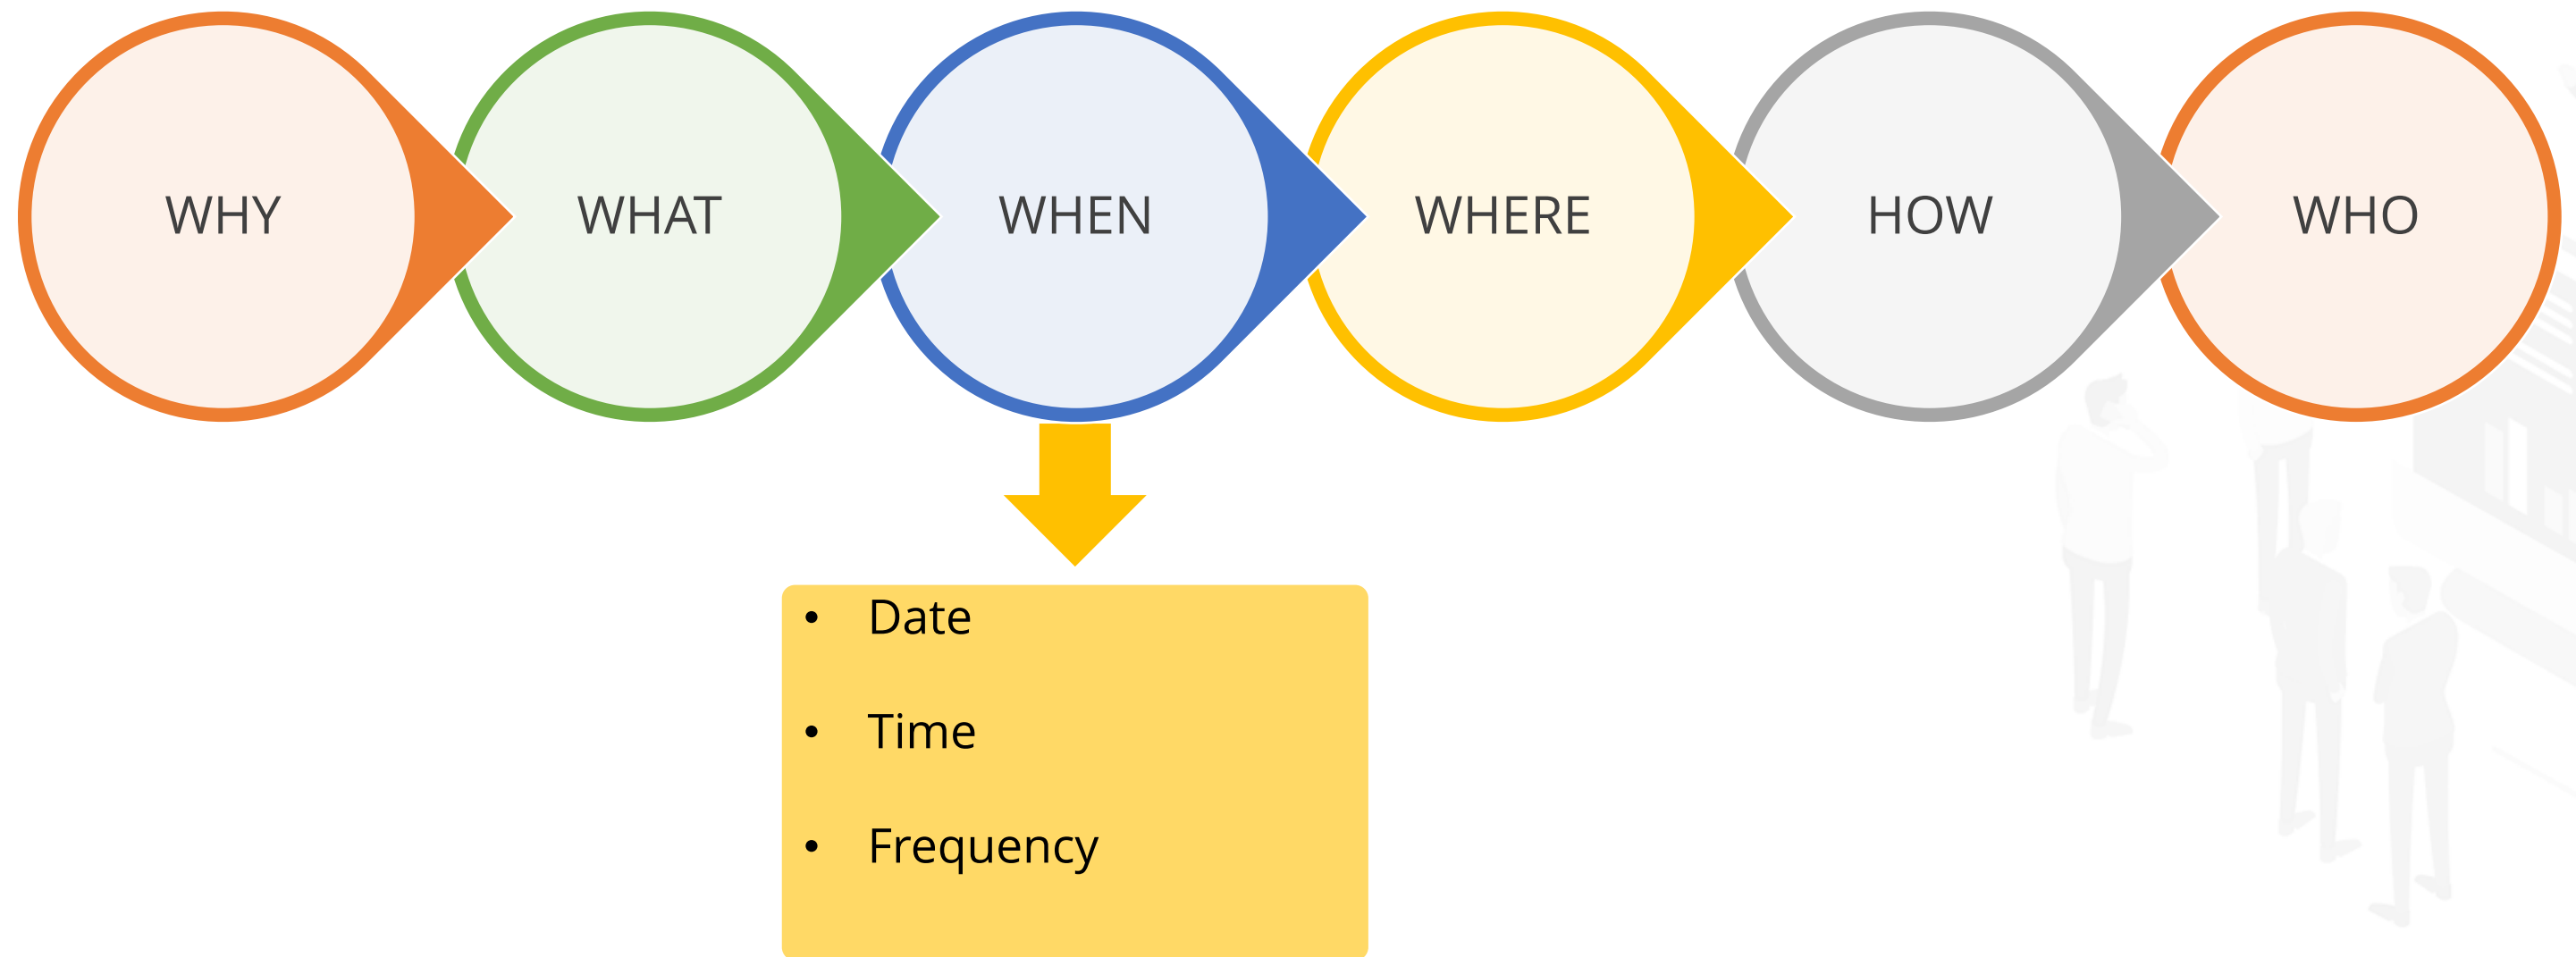 WHY
WHAT
WHEN
WHERE
HOW
WHO
• Date
• Time
• Frequency